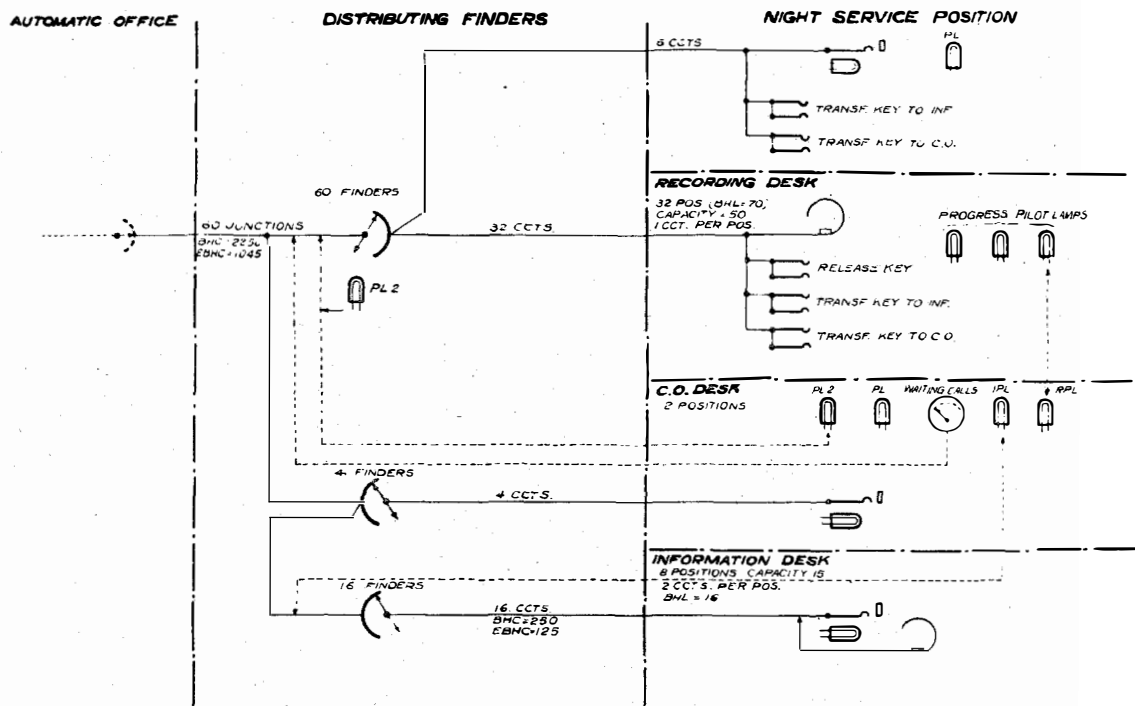 AUTOMATIC OFFICE
DISTRIBUTING FINDERS
NIGHT SERVICE POSITION
6 CCTS
PL
TRANSF. KEY TO INF
TRANSF KEY TO C.O.
RECORDING DESK
32 POS (BHL=70)
CAPACITY = 50
1 CCT. PER POS.
60 FINDERS
60 JUNCTIONS
BHC=2250
EBHC=1045
32 CCTS.
PROGRESS PILOT LAMPS
RELEASE KEY
PL 2
TRANSF KEY TO INF.
TRANSF. KEY TO C.O.
C.O. DESK
2 POSITIONS
PL 2
PL
WAITING CALLS
IPL
RPL
4 FINDERS
4 CCTS.
INFORMATION DESK
8 POSITIONS CAPACITY 15
2 CCTS. PER POS.
BHL = 16
16 FINDERS
16 CCTS.
BHC=250
EBHC=125